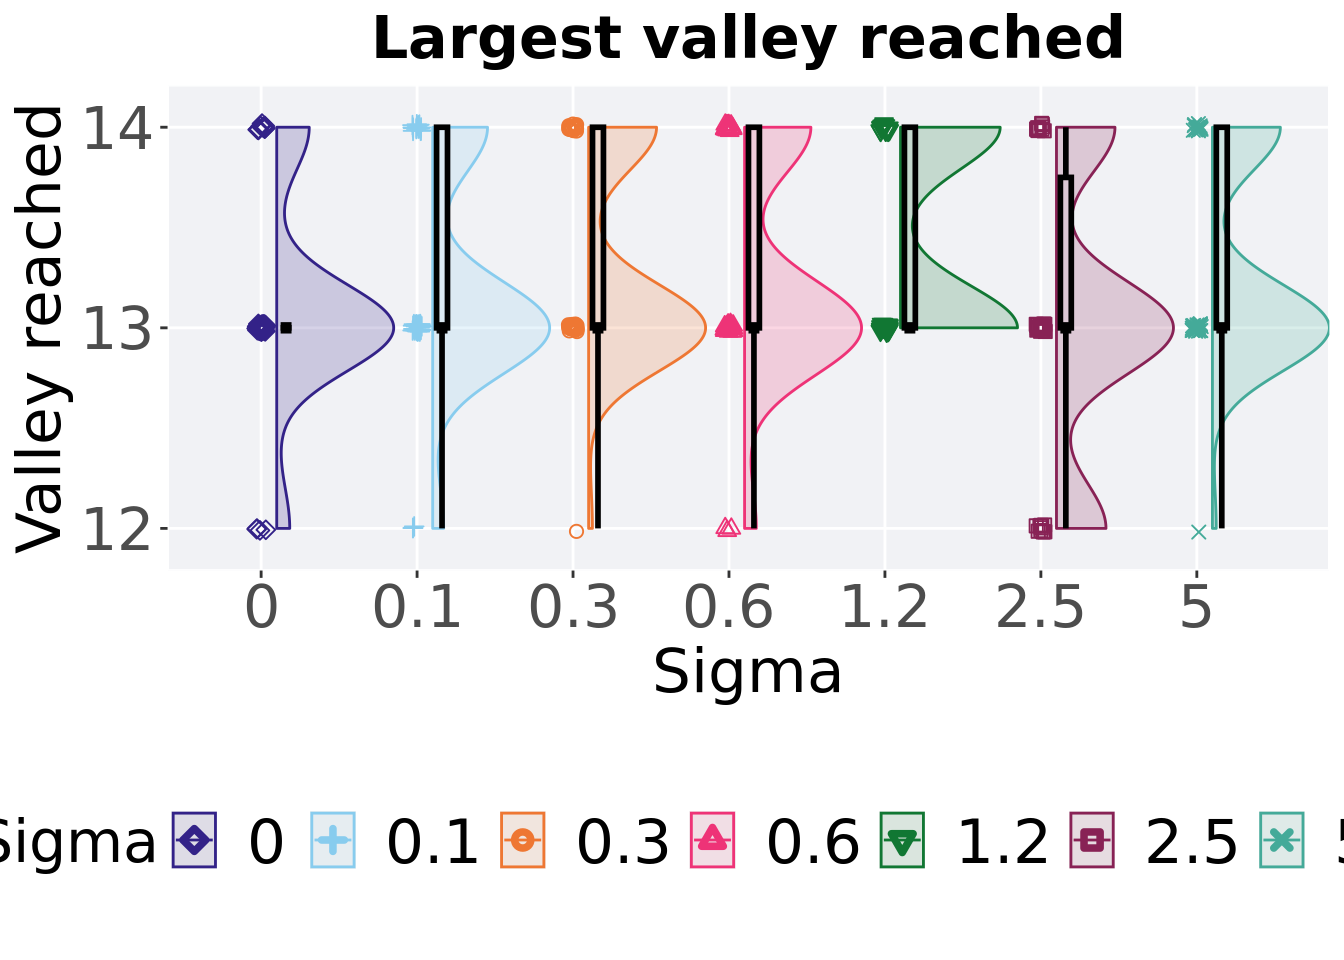 Largest valley reached
Valley reached
14
13
12
0 0.1 0.3 0.6 1.2 2.5 5
Sigma
Sigma 0 0.1 0.3 0.6 1.2 2.5 5